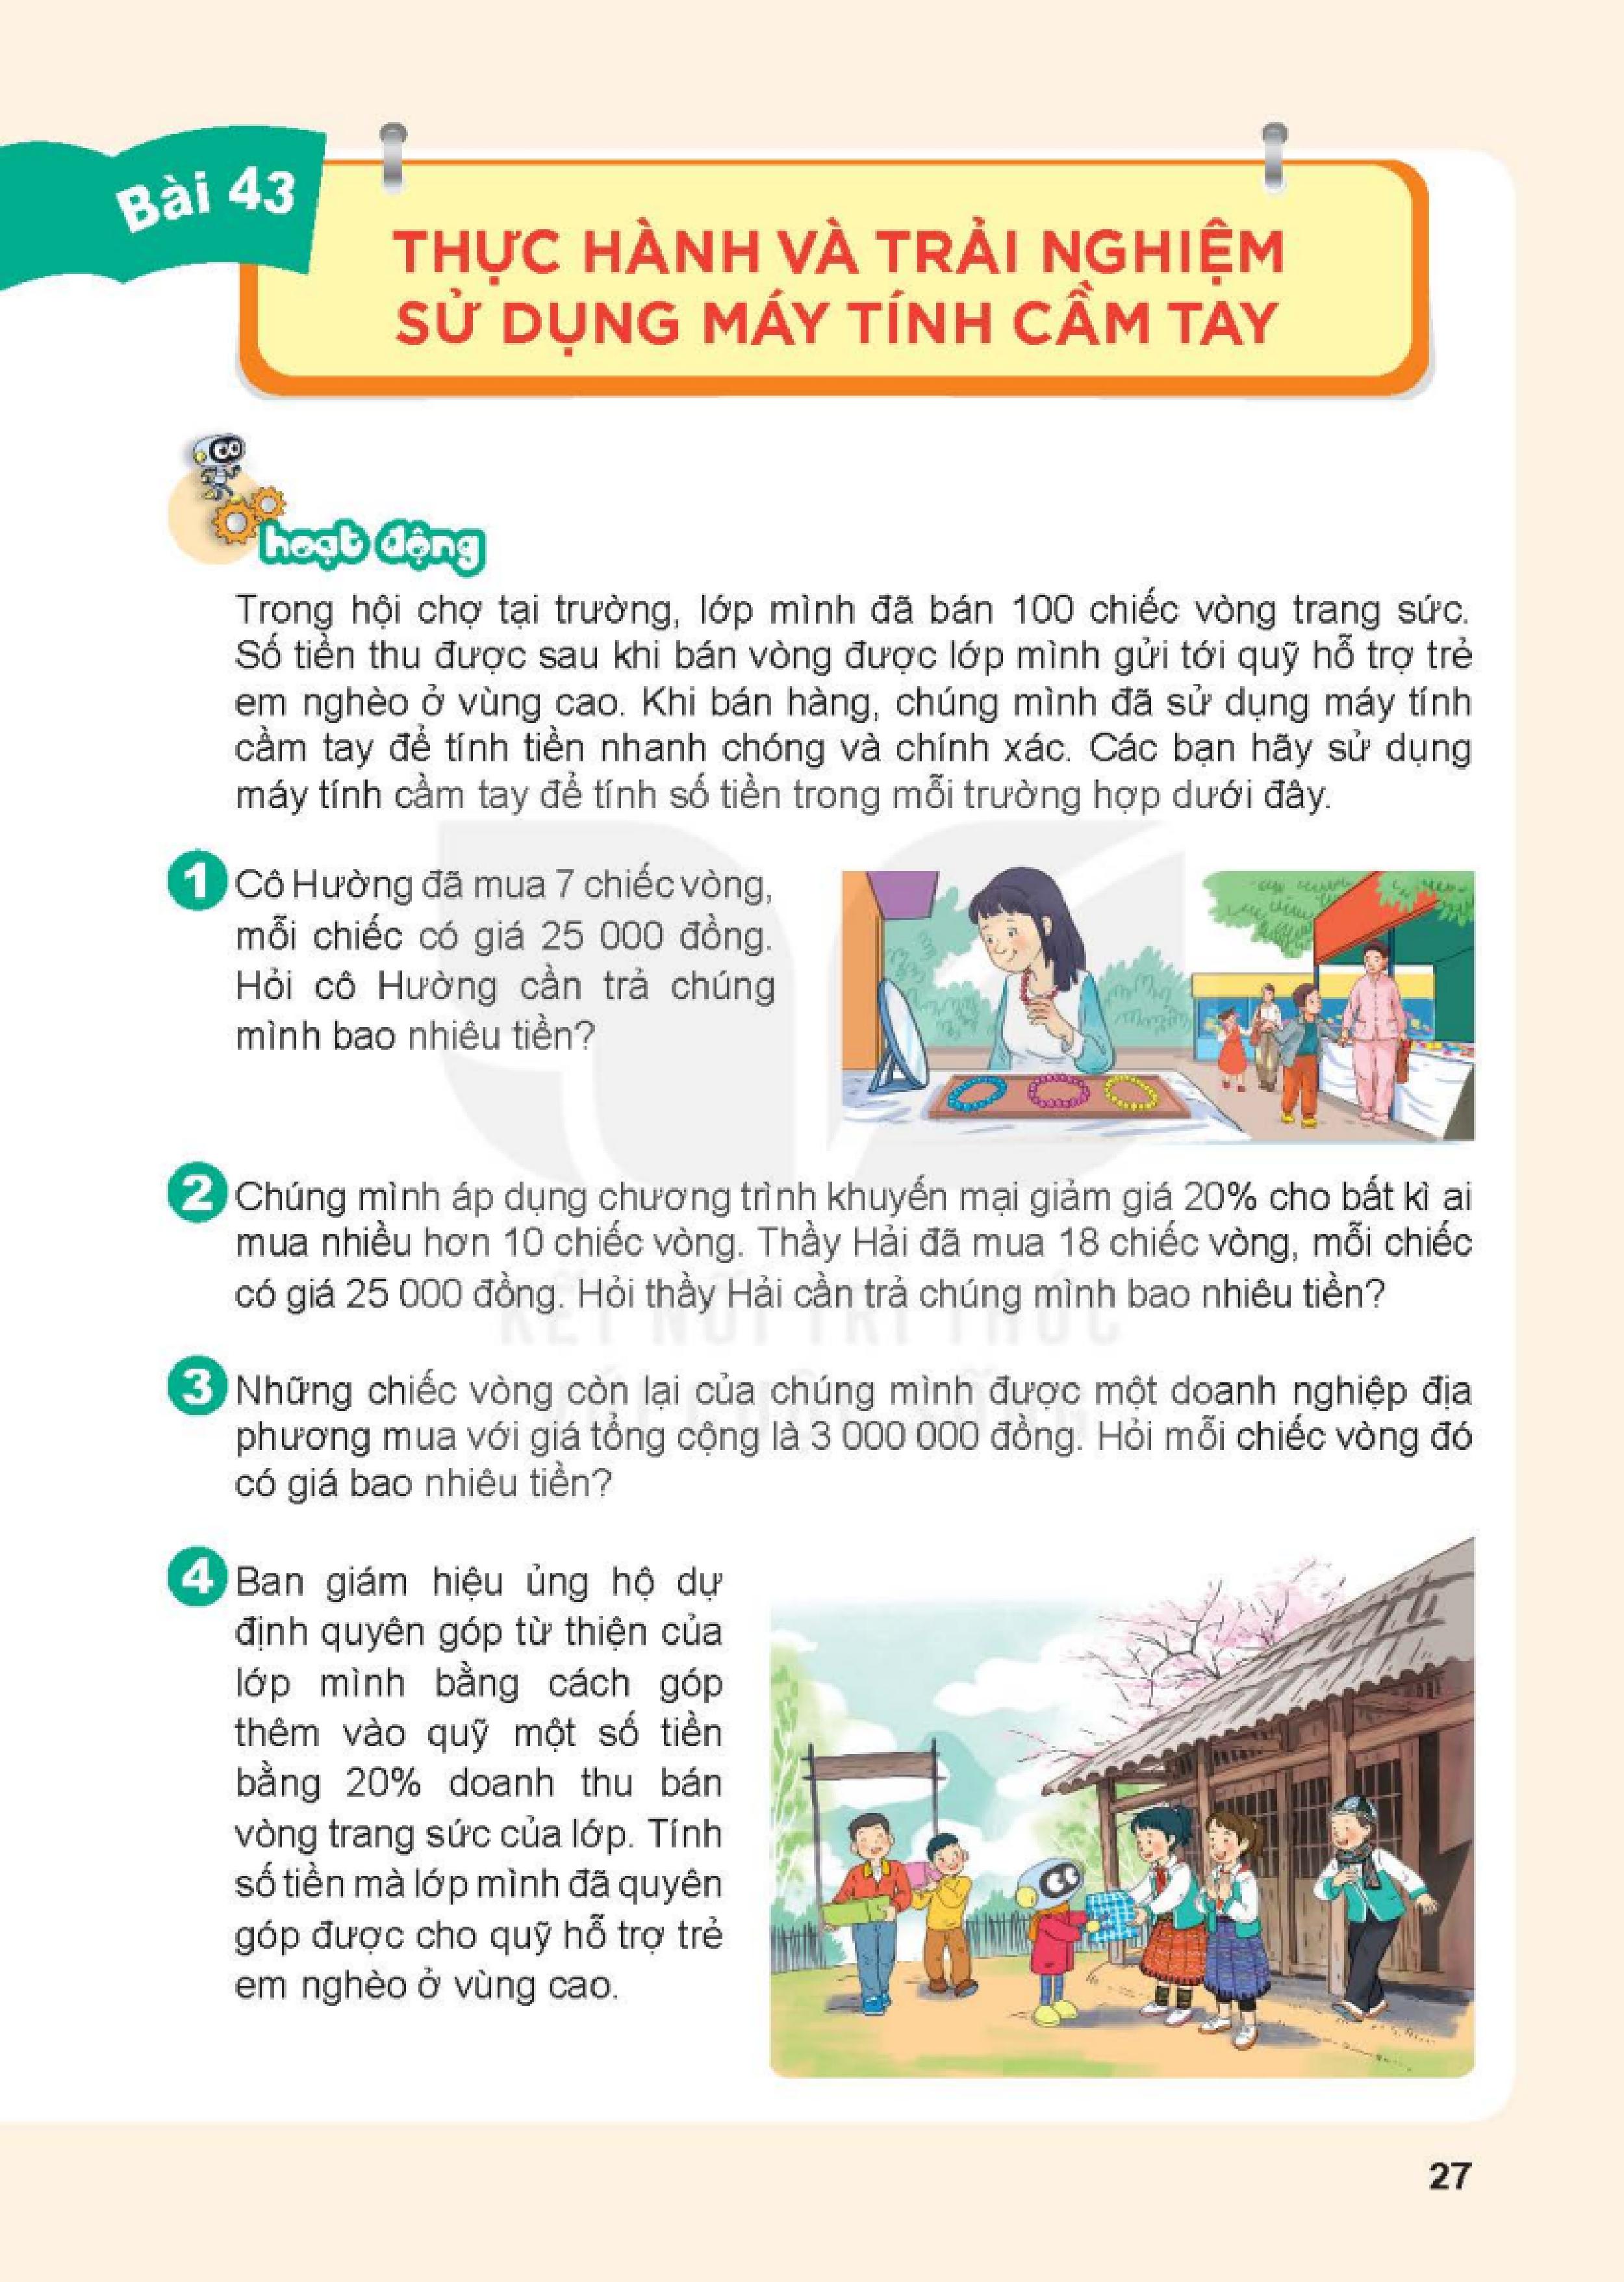 Bài 43
THỰC HÀNH VÀ TRẢI NGHIỆM
SỬ DỤNG MÁY TÍNH CẦM TAY
hoạt động
Trong hội chợ tại trường, lớp mình đã bán 100 chiếc vòng trang sức.
Số tiền thu được sau khi bán vòng được lớp mình gửi tới quỹ hỗ trợ trẻ
em nghèo ở vùng cao. Khi bán hàng, chúng mình đã sử dụng máy tính
cầm tay để tính tiền nhanh chóng và chính xác. Các bạn hãy sử dụng
máy tính cầm tay để tính số tiền trong mỗi trường hợp dưới đây.
1 Cô Hường đã mua 7 chiếc vòng,
mỗi chiếc có giá 25 000 đồng.
Hỏi cô Hường cần trả chúng
mình bao nhiêu tiền?
2 Chúng mình áp dụng chương trình khuyến mại giảm giá 20% cho bất kì ai
mua nhiều hơn 10 chiếc vòng. Thầy Hải đã mua 18 chiếc vòng, mỗi chiếc
có giá 25 000 đồng. Hỏi thầy Hải cần trả chúng mình bao nhiêu tiền?
KẾT NỐI TRI THỨC
3 Những chiếc vòng còn lại của chúng mình được một doanh nghiệp địa
phương mua với giá tổng cộng là 3 000 000 đồng. Hỏi mỗi chiếc vòng đó
có giá bao nhiêu tiền?
4 Ban giám hiệu ủng hộ dự
định quyên góp từ thiện của
lớp mình bằng cách góp
thêm vào quỹ một số tiền
bằng 20% doanh thu bán
vòng trang sức của lớp. Tính
số tiền mà lớp mình đã quyên
góp được cho quỹ hỗ trợ trẻ
em nghèo ở vùng cao.
27